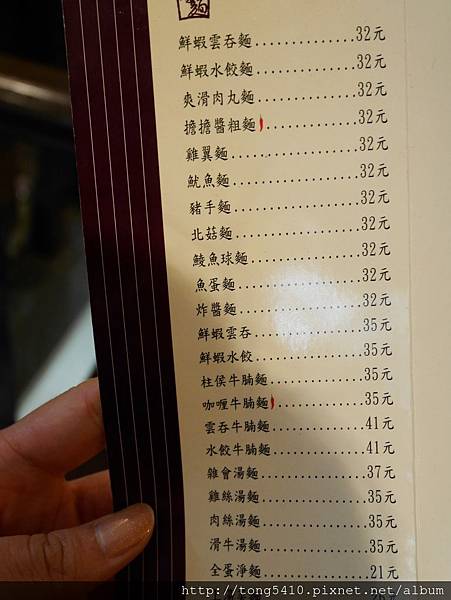 麵
鮮蝦雲吞麵..............32元
鮮蝦水餃麵..............32元
爽滑肉丸麵..............32元
擔擔醬粗麵..............32元
雞翼麵..................32元
魷魚麵..................32元
豬手麵..................32元
北菇麵..................32元
鯪魚球麵................32元
魚蛋麵..................32元
炸醬麵..................32元
鮮蝦雲吞................35元
鮮蝦水餃................35元
柱侯牛腩麵..............35元
咖喱牛腩麵..............35元
雲吞牛腩麵..............41元
水餃牛腩麵..............41元
雜會湯麵................37元
雞絲湯麵................35元
肉絲湯麵................35元
滑牛湯麵................35元
全蛋淨麵................21元
http://tong5410.pixnet.net/album